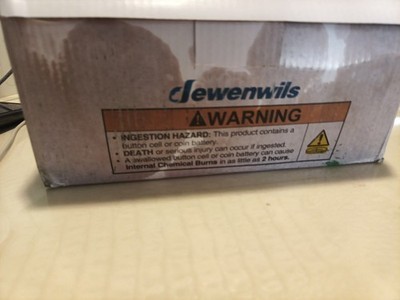 dewenwils
WARNING
• INGESTION HAZARD: This product contains a
button cell or coin battery.
• DEATH or serious injury can occur if ingested.
• A swallowed button cell or coin battery can cause
Internal Chemical Burns in as little as 2 hours.